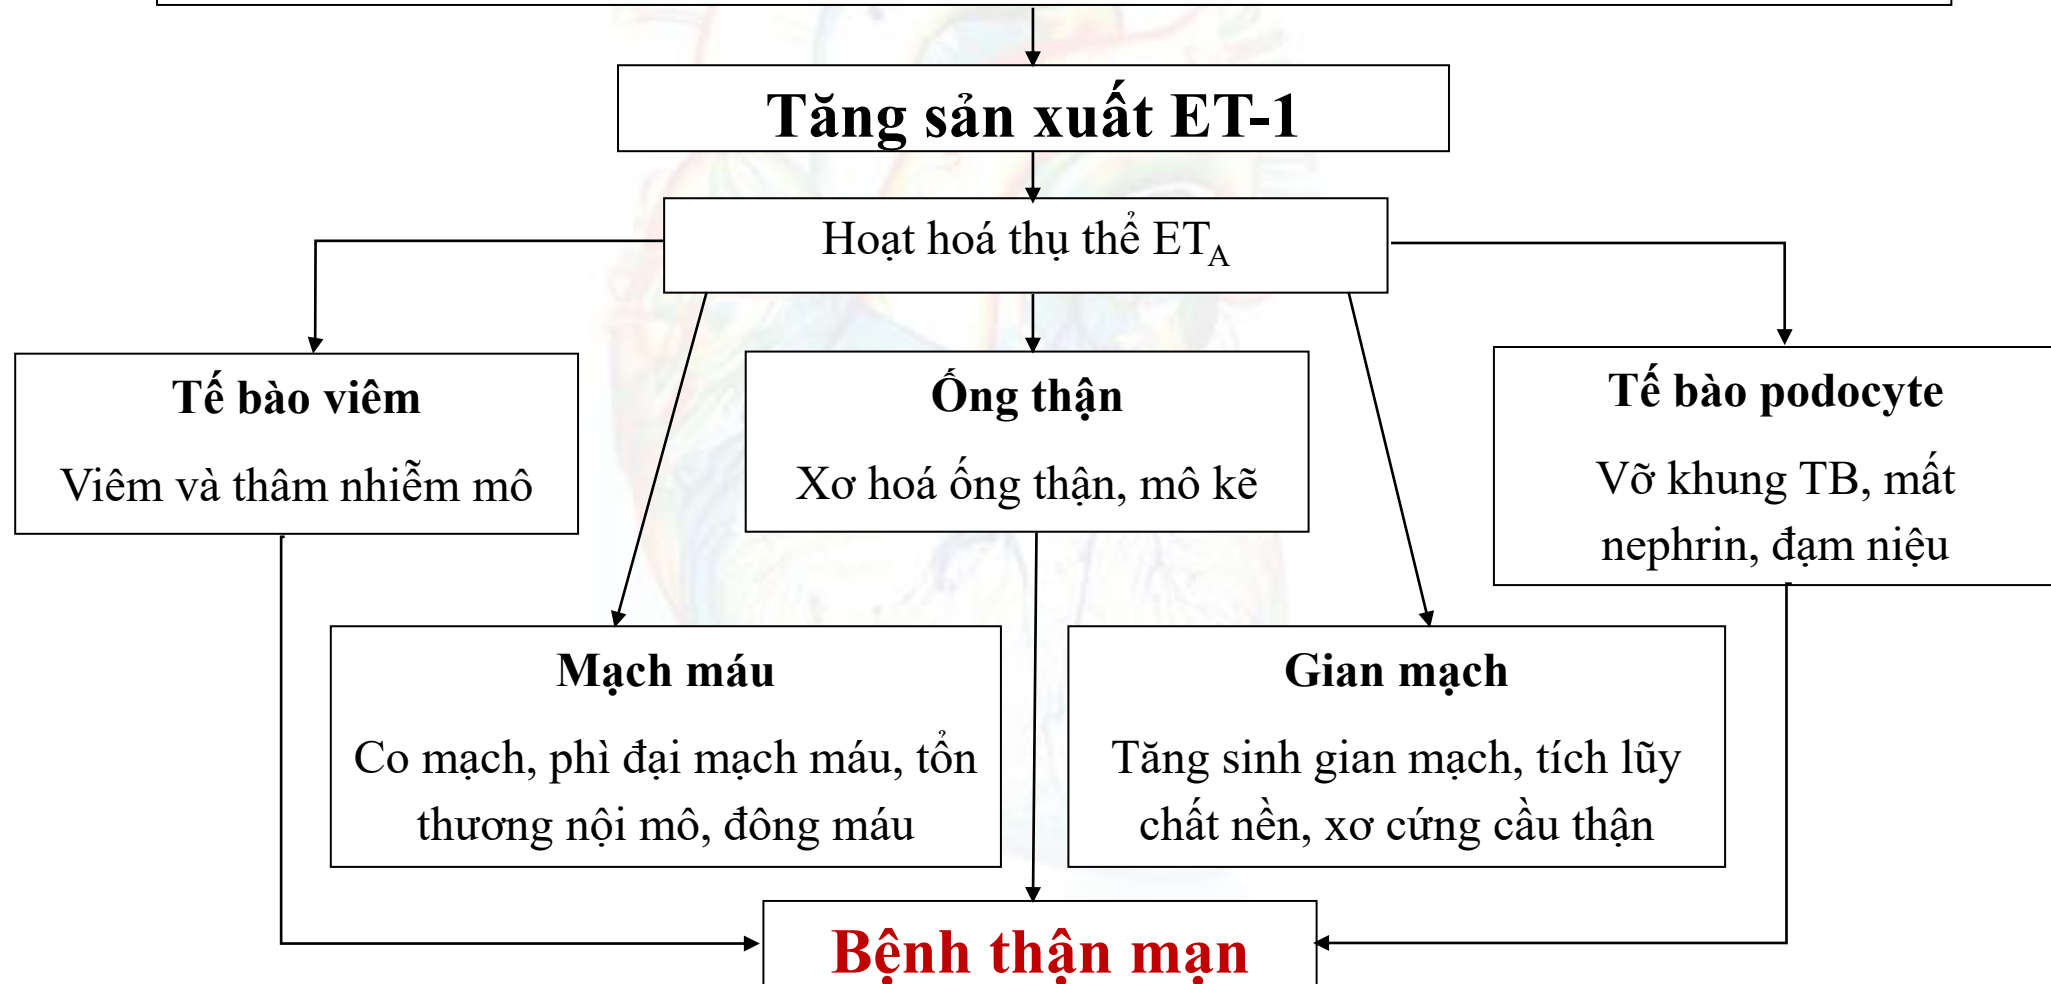 Tăng sản xuất ET-1
Hoạt hoá thụ thể ET_A
Tế bào viêm
Viêm và thâm nhiễm mô
Ống thận
Xơ hoá ống thận, mô kẽ
Tế bào podocyte
Vỡ khung TB, mất
nephrin, đạm niệu
Mạch máu
Co mạch, phì đại mạch máu, tổn
thương nội mô, đông máu
Gian mạch
Tăng sinh gian mạch, tích lũy
chất nền, xơ cứng cầu thận
Bệnh thận mạn